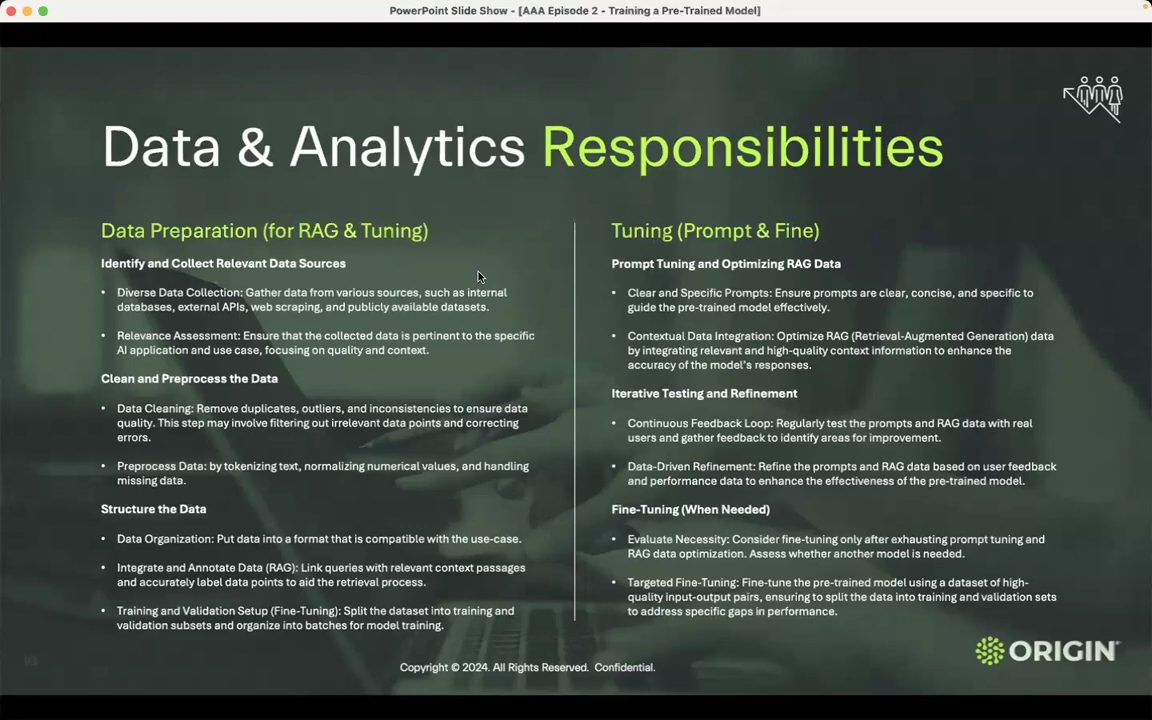 PowerPoint Slide Show - [AAA Episode 2 - Training a Pre-Trained Model]
Data & Analytics Responsibilities
Data Preparation (for RAG & Tuning)
Identify and Collect Relevant Data Sources
• Diverse Data Collection: Gather data from various sources, such as internal
databases, external APIs, web scraping, and publicly available datasets.
• Relevance Assessment: Ensure that the collected data is pertinent to the specific
AI application and use case, focusing on quality and context.
Clean and Preprocess the Data
• Data Cleaning: Remove duplicates, outliers, and inconsistencies to ensure data
quality. This step may involve filtering out irrelevant data points and correcting
errors.
• Preprocess Data: by tokenizing text, normalizing numerical values, and handling
missing data.
Structure the Data
• Data Organization: Put data into a format that is compatible with the use-case.
• Integrate and Annotate Data (RAG): Link queries with relevant context passages
and accurately label data points to aid the retrieval process.
• Training and Validation Setup (Fine-Tuning): Split the dataset into training and
validation subsets and organize into batches for model training.
Tuning (Prompt & Fine)
Prompt Tuning and Optimizing RAG Data
• Clear and Specific Prompts: Ensure prompts are clear, concise, and specific to
guide the pre-trained model effectively.
• Contextual Data Integration: Optimize RAG (Retrieval-Augmented Generation) data
by integrating relevant and high-quality context information to enhance the
accuracy of the model's responses.
Iterative Testing and Refinement
• Continuous Feedback Loop: Regularly test the prompts and RAG data with real
users and gather feedback to identify areas for improvement.
• Data-Driven Refinement: Refine the prompts and RAG data based on user feedback
and performance data to enhance the effectiveness of the pre-trained model.
Fine-Tuning (When Needed)
• Evaluate Necessity: Consider fine-tuning only after exhausting prompt tuning and
RAG data optimization. Assess whether another model is needed.
• Targeted Fine-Tuning: Fine-tune the pre-trained model using a dataset of high-
quality input-output pairs, ensuring to split the data into training and validation sets
to address specific gaps in performance.
ORIGIN
Copyright © 2024. All Rights Reserved. Confidential.